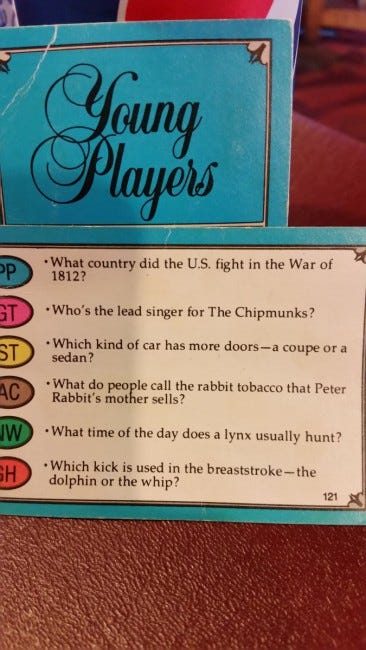 Young
Players
PP
• What country did the U.S. fight in the War of
1812?
GT
• Who's the lead singer for The Chipmunks?
ST
• Which kind of car has more doors—a coupe or a
sedan?
AC
• What do people call the rabbit tobacco that Peter
Rabbit's mother sells?
NW
• What time of the day does a lynx usually hunt?
GH
• Which kick is used in the breaststroke—the
dolphin or the whip?
121